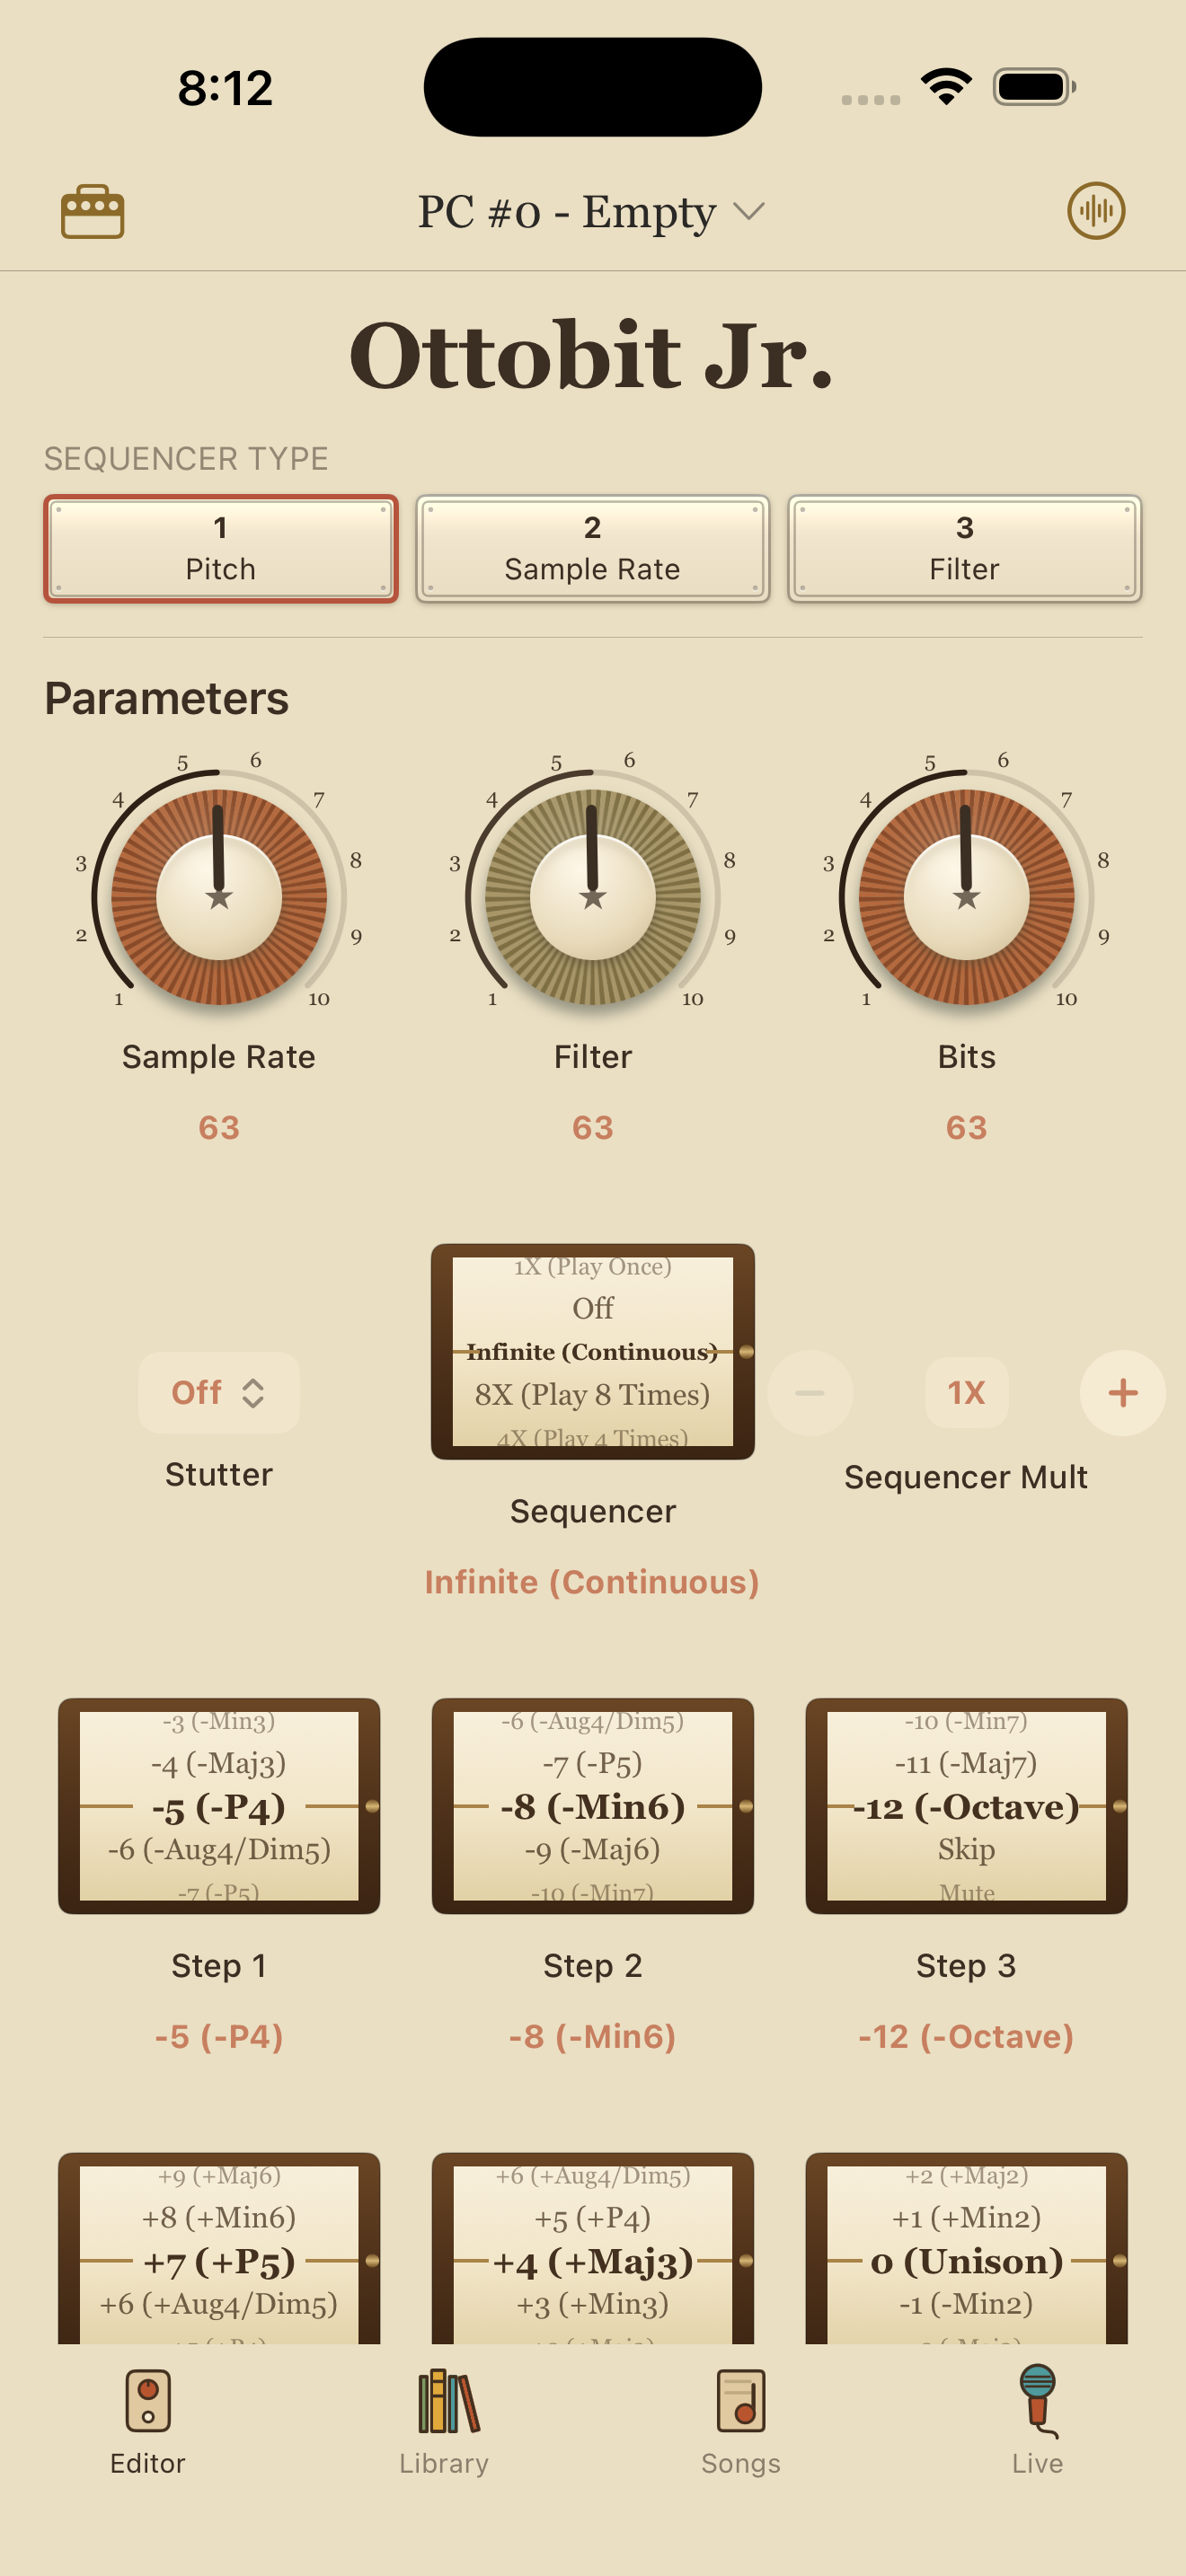 8:12
PC #0 - Empty
Ottobit Jr.
SEQUENCER TYPE
1
Pitch
2
Sample Rate
3
Filter
Parameters
1 2 3 4 5 6 7 8 9 10
1 2 3 4 5 6 7 8 9 10
1 2 3 4 5 6 7 8 9 10
Sample Rate
Filter
Bits
63
63
63
1X (Play Once)
Off
Infinite (Continuous)
8X (Play 8 Times)
4X (Play 4 Times)
Off
1X
Stutter
Sequencer
Sequencer Mult
Infinite (Continuous)
-3 (-Min3)
-4 (-Maj3)
-5 (-P4)
-6 (-Aug4/Dim5)
-7 (-P5)
-6 (-Aug4/Dim5)
-7 (-P5)
-8 (-Min6)
-9 (-Maj6)
-10 (-Min7)
-10 (-Min7)
-11 (-Maj7)
-12 (-Octave)
Skip
Mute
Step 1
Step 2
Step 3
-5 (-P4)
-8 (-Min6)
-12 (-Octave)
+9 (+Maj6)
+8 (+Min6)
+7 (+P5)
+6 (+Aug4/Dim5)
+6 (+Aug4/Dim5)
+5 (+P4)
+4 (+Maj3)
+3 (+Min3)
+2 (+Maj2)
+1 (+Min2)
0 (Unison)
-1 (-Min2)
Editor
Library
Songs
Live